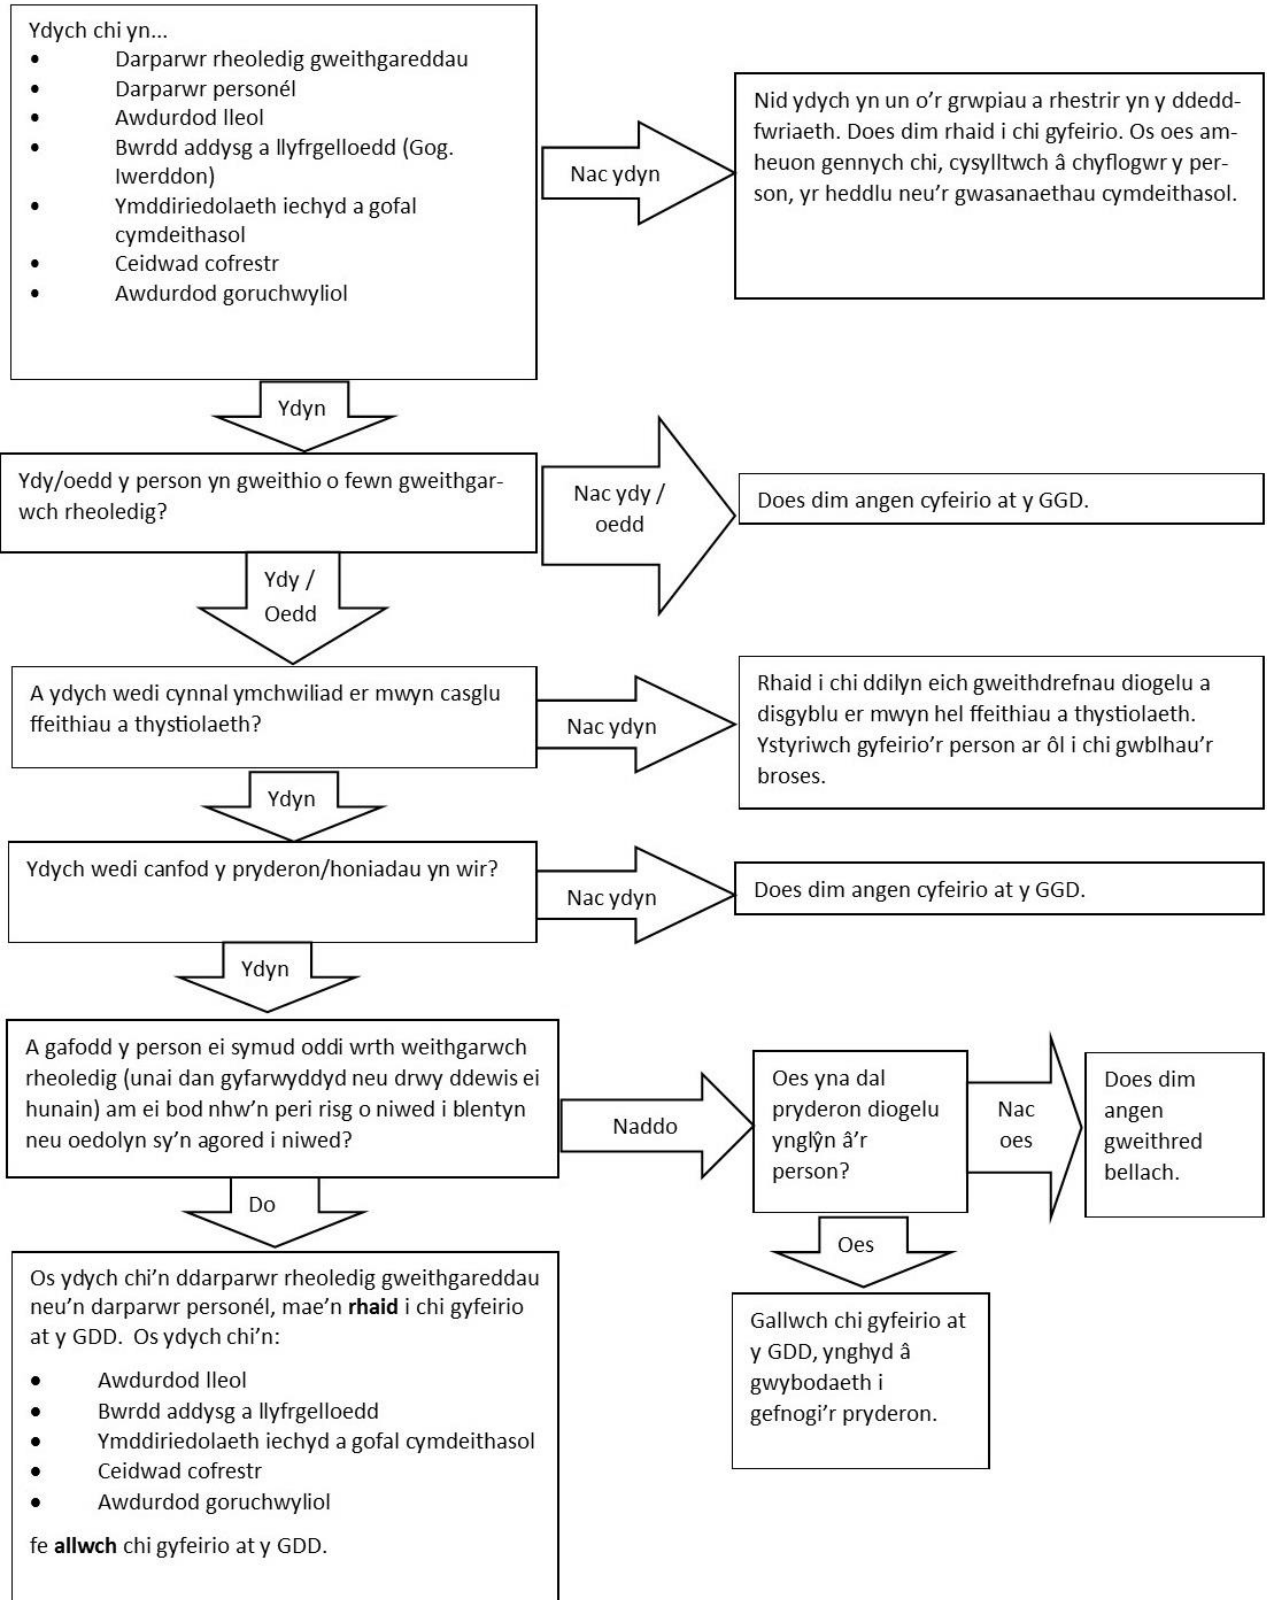 Ydych chi yn...
• Darparwr rheoledig gweithgareddau
• Darparwr personél
• Awdurdod lleol
• Bwrdd addysg a llyfrgelloedd (Gog.
Iwerddon)
• Ymddiriedolaeth iechyd a gofal
cymdeithasol
• Ceidwad cofrestr
• Awdurdod goruchwyliol
Nac ydyn
Nid ydych yn un o'r grwpiau a rhestrir yn y ddedd-
fwriaeth. Does dim rhaid i chi gyfeirio. Os oes am-
heuon gennych chi, cysylltwch â chyflogwr y per-
son, yr heddlu neu'r gwasanaethau cymdeithasol.
Ydyn
Ydy/oedd y person yn gweithio o fewn gweithgar-
wch rheoledig?
Nac ydy /
oedd
Does dim angen cyfeirio at y GGD.
Ydy /
Oedd
A ydych wedi cynnal ymchwiliad er mwyn casglu
ffeithiau a thystiolaeth?
Nac ydyn
Rhaid i chi ddilyn eich gweithdrefnau diogelu a
disgyblu er mwyn hel ffeithiau a thystiolaeth.
Ystyriwch gyfeirio'r person ar ôl i chi gwblhau'r
broses.
Ydyn
Ydych wedi canfod y pryderon/honiadau yn wir?
Nac ydyn
Does dim angen cyfeirio at y GGD.
Ydyn
A gafodd y person ei symud oddi wrth weithgarwch
rheoledig (unai dan gyfarwyddyd neu drwy ddewis ei
hunain) am ei bod nhw'n peri risg o niwed i blentyn
neu oedolyn sy'n agored i niwed?
Naddo
Oes yna dal
pryderon diogelu
ynglŷn â'r
person?
Nac
oes
Does dim
angen
gweithred
bellach.
Do
Oes
Os ydych chi'n ddarparwr rheoledig gweithgareddau
neu'n darparwr personél, mae'n rhaid i chi gyfeirio
at y GDD. Os ydych chi'n:
• Awdurdod lleol
• Bwrdd addysg a llyfrgelloedd
• Ymddiriedolaeth iechyd a gofal cymdeithasol
• Ceidwad cofrestr
• Awdurdod goruchwyliol
fe allwch chi gyfeirio at y GDD.
Gallwch chi gyfeirio at
y GDD, ynghyd â
gwybodaeth i
gefnogi'r pryderon.